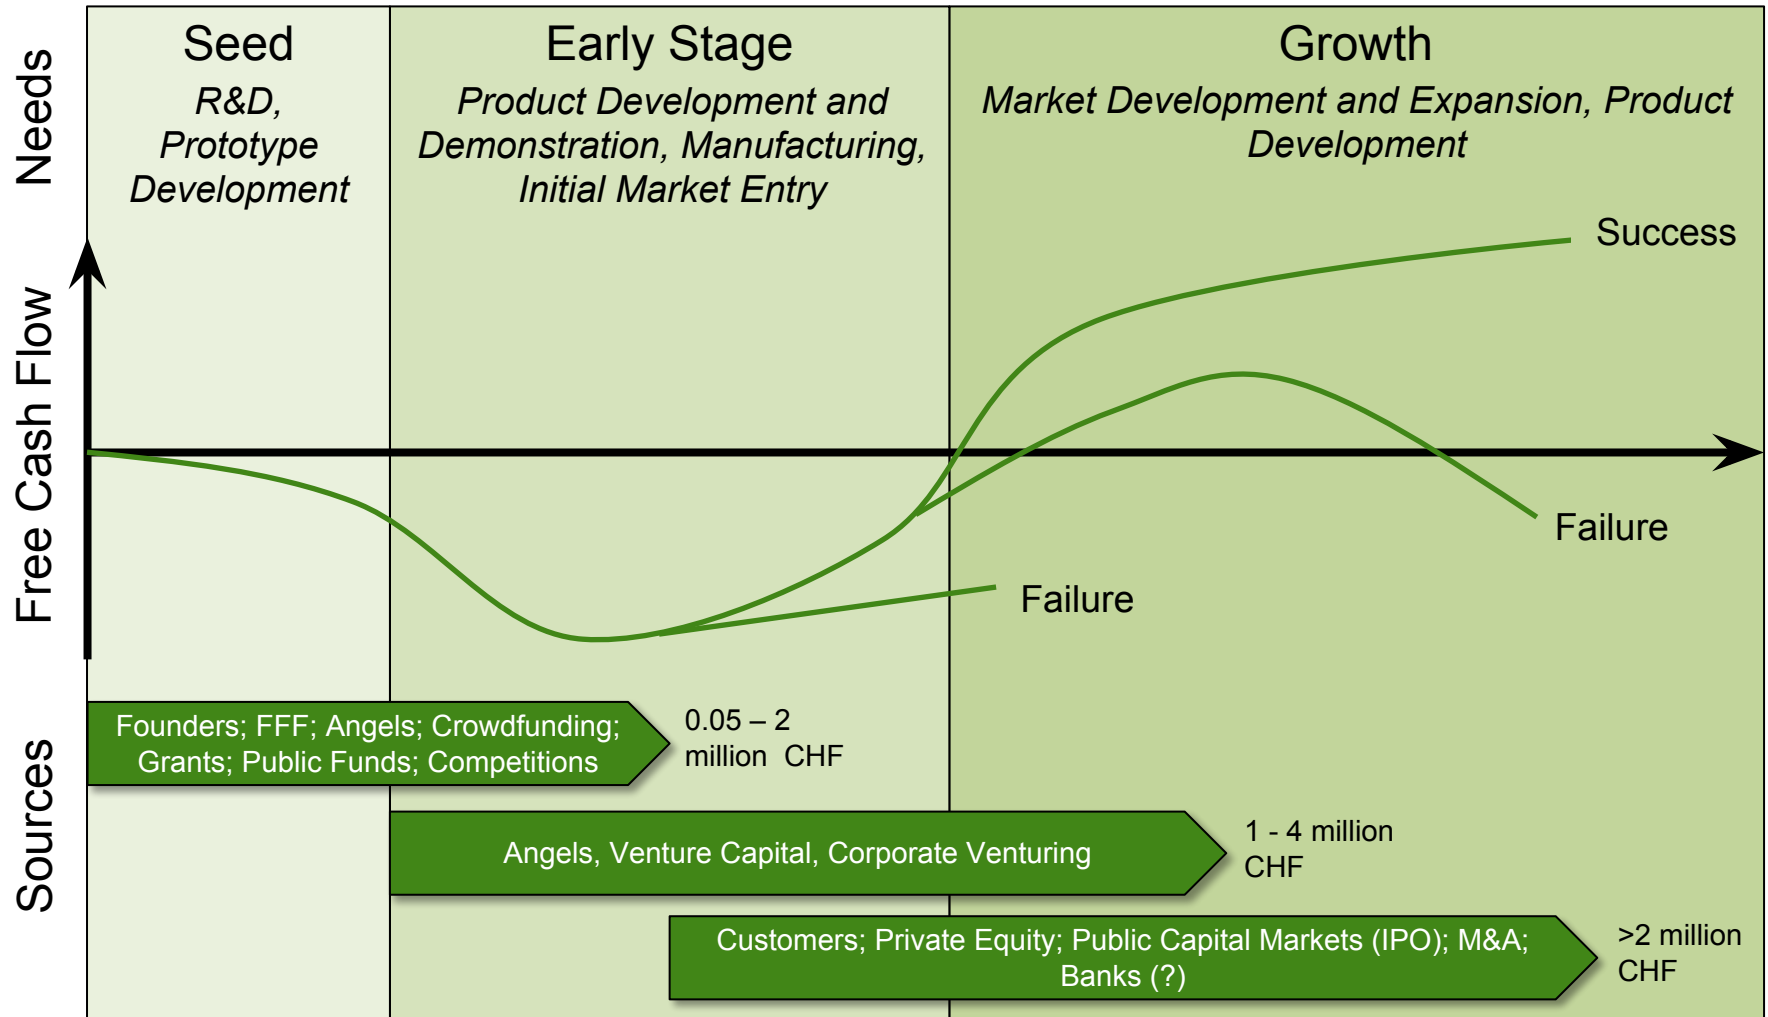 Needs
Seed
R&D,
Prototype
Development
Early Stage
Product Development and
Demonstration, Manufacturing,
Initial Market Entry
Growth
Market Development and Expansion, Product
Development
Free Cash Flow
Success
Failure
Failure
Sources
Founders; FFF; Angels; Crowdfunding;
Grants; Public Funds; Competitions
0.05 – 2
million  CHF
Angels, Venture Capital, Corporate Venturing
1 - 4 million
CHF
Customers; Private Equity; Public Capital Markets (IPO); M&A;
Banks (?)
>2 million
CHF